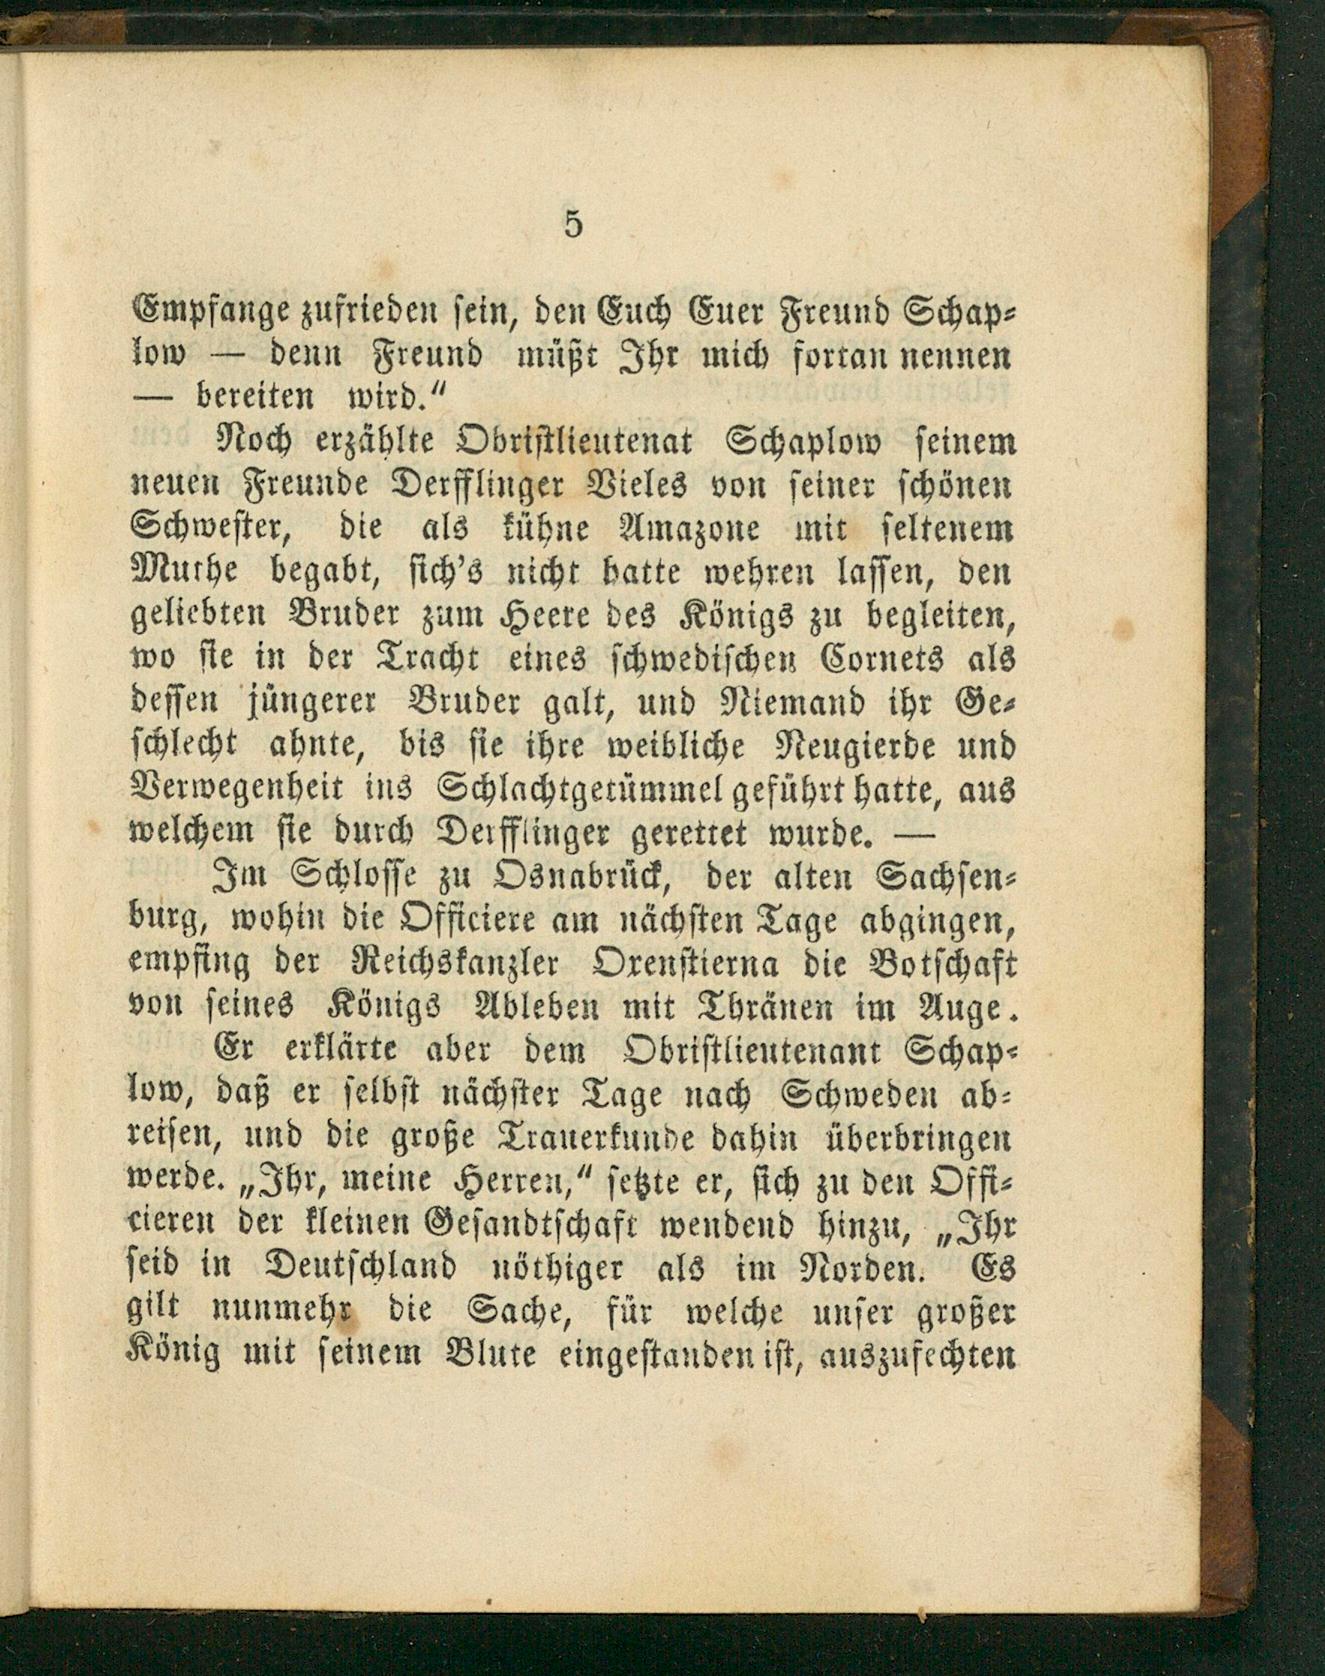 5
Empfange zufrieden sein, den Euch Euer Freund Schap-
low — denn Freund müßt Ihr mich fortan nennen
— bereiten wird.“
Noch erzählte Obristlieutenat Schaplow seinem
neuen Freunde Derfflinger Vieles von seiner schönen
Schwester, die als kühne Amazone mit seltenem
Muthe begabt, sich's nicht hatte wehren lassen, den
geliebten Bruder zum Heere des Königs zu begleiten,
wo sie in der Tracht eines schwedischen Cornets als
dessen jüngerer Bruder galt, und Niemand ihr Ge-
schlecht ahnte, bis sie ihre weibliche Neugierde und
Verwegenheit ins Schlachtgetümmel geführt hatte, aus
welchem sie durch Derfflinger gerettet wurde. —
Im Schlosse zu Osnabrück, der alten Sachsen-
burg, wohin die Officiere am nächsten Tage abgingen,
empfing der Reichskanzler Oxenstierna die Botschaft
von seines Königs Ableben mit Thränen im Auge.
Er erklärte aber dem Obristlieutenant Schap-
low, daß er selbst nächster Tage nach Schweden ab-
reisen, und die große Trauerkunde dahin überbringen
werde. „Ihr, meine Herren,“ setzte er, sich zu den Offi-
cieren der kleinen Gesandtschaft wendend hinzu, „Ihr
seid in Deutschland nöthiger als im Norden. Es
gilt nunmehr die Sache, für welche unser großer
König mit seinem Blute eingestanden ist, auszufechten